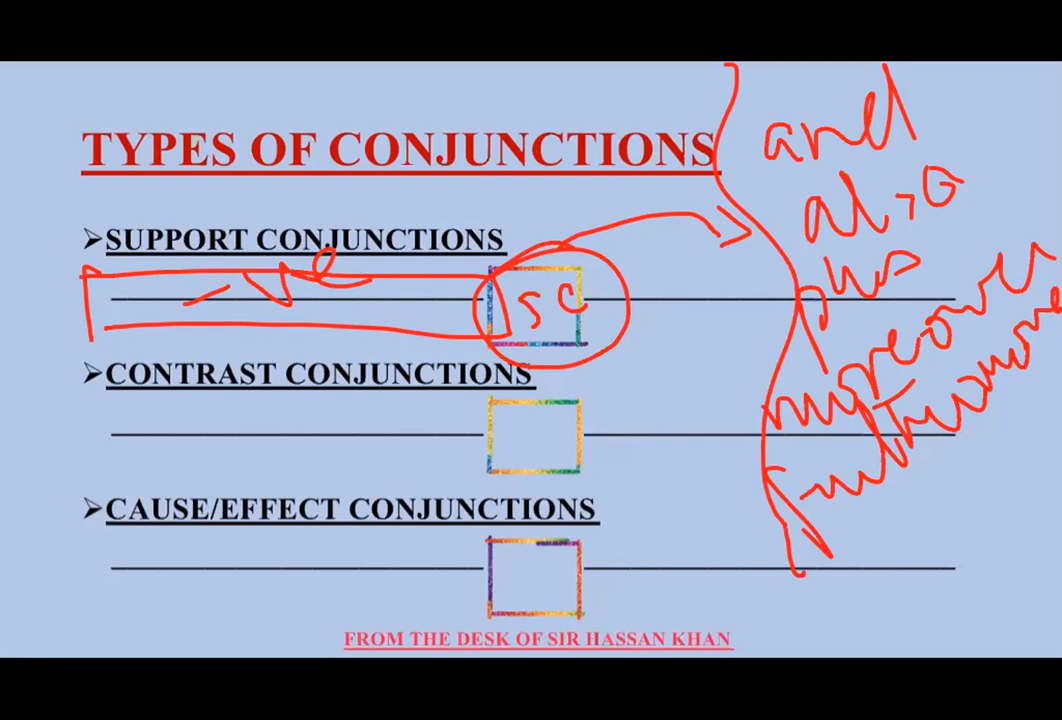 TYPES OF CONJUNCTIONS
and
➢SUPPORT CONJUNCTIONS
also
-ve
SC
plus
moreover
➢CONTRAST CONJUNCTIONS
furthermore
➢CAUSE/EFFECT CONJUNCTIONS
FROM THE DESK OF SIR HASSAN KHAN